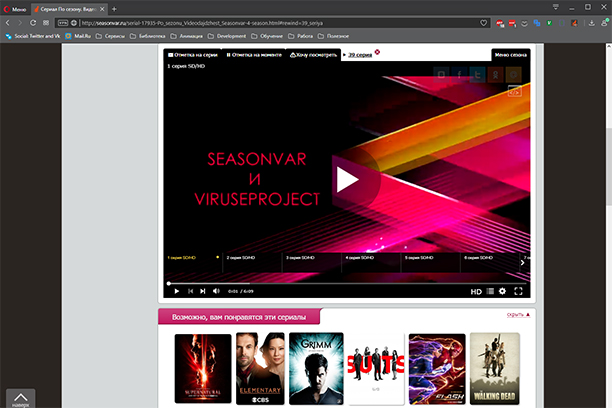 Меню
Сериал По сезону. Виде
http://seasonvar.ru/serial-17935-Po_sezonu_Videodajdzhest_Seasonvar-4-season.html#rewind=39_seriya
Social: Twitter and Vk
Mail.Ru
Сервисы
Библиотека
Анимация
Development
Обучение
Работа
Полезное
Отметка на серии
Отметка на моменте
Хочу посмотреть
39 серия
Меню сезона
1 серия SD/HD
</>
SEASONVAR
И
VIRUSEPROJECT
1 серия SD/HD
2 серия SD/HD
3 серия SD/HD
4 серия SD/HD
5 серия SD/HD
6 серия SD/HD
0:01 / 6:09
HD
Возможно, вам понравятся эти сериалы
скрыть
SUPERNATURAL
ELEMENTARY
CBS
GRIMM
SUITS
FLASH
WALKING DEAD
наверх